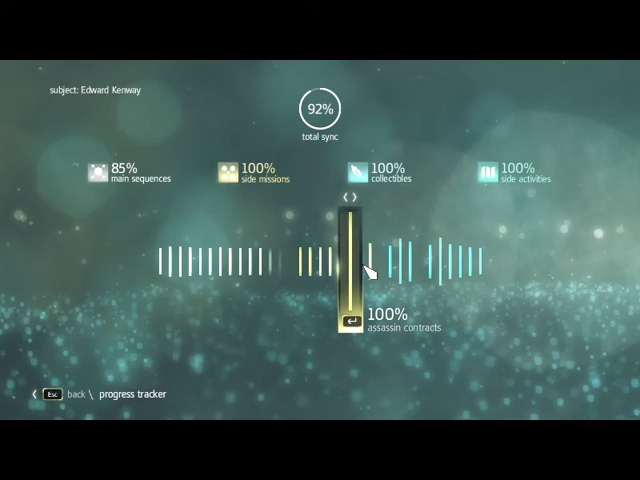 subject: Edward Kenway
92%
total sync
85%
main sequences
100%
side missions
100%
collectibles
100%
side activities
100%
assassin contracts
Esc back \ progress tracker